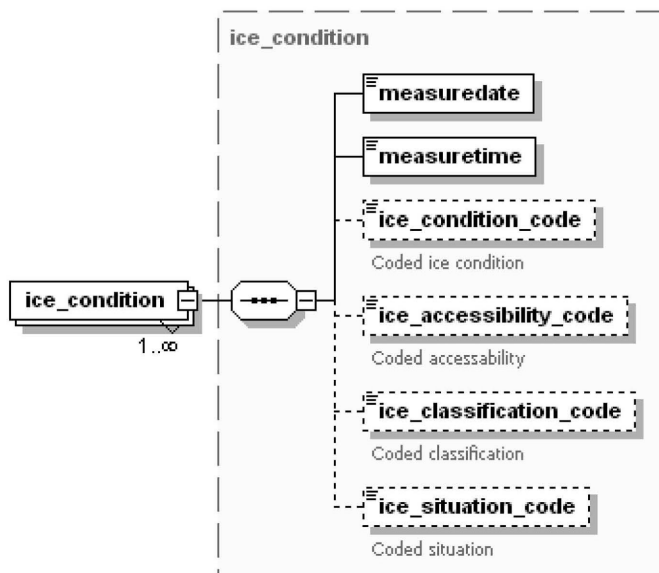 ice_condition
measuredate
measuretime
ice_condition_code
Coded ice condition
ice_condition
1..∞
ice_accessibility_code
Coded accessability
ice_classification_code
Coded classification
ice_situation_code
Coded situation